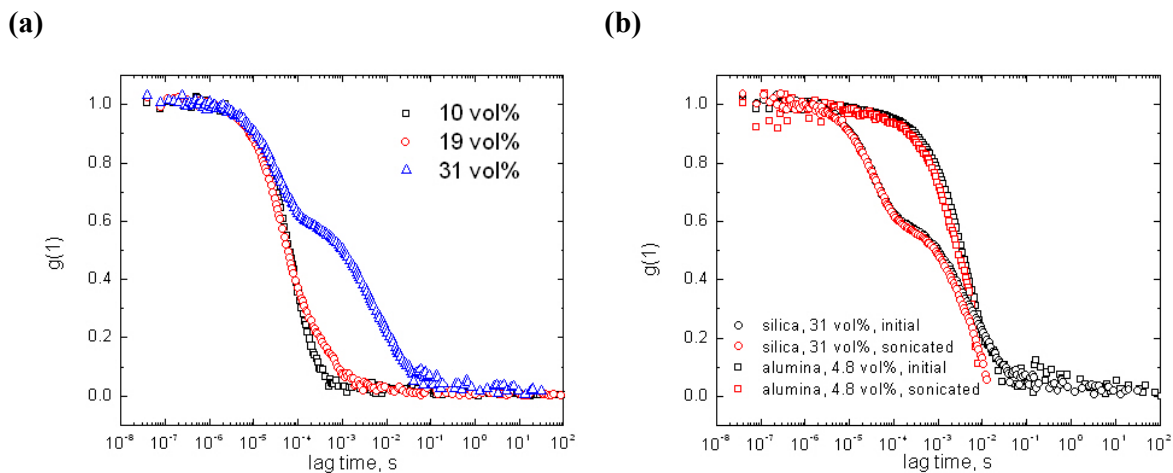 (a)
(b)
1.0
0.8
0.6
0.4
0.2
0.0
g(1)
10 vol%
19 vol%
31 vol%
10⁻⁸ 10⁻⁷ 10⁻⁶ 10⁻⁵ 10⁻⁴ 10⁻³ 10⁻² 10⁻¹ 10⁰ 10¹ 10²
lag time, s
1.0
0.8
0.6
0.4
0.2
0.0
g(1)
silica, 31 vol%, initial
silica, 31 vol%, sonicated
alumina, 4.8 vol%, initial
alumina, 4.8 vol%, sonicated
10⁻⁸ 10⁻⁷ 10⁻⁶ 10⁻⁵ 10⁻⁴ 10⁻³ 10⁻² 10⁻¹ 10⁰ 10¹ 10²
lag time, s